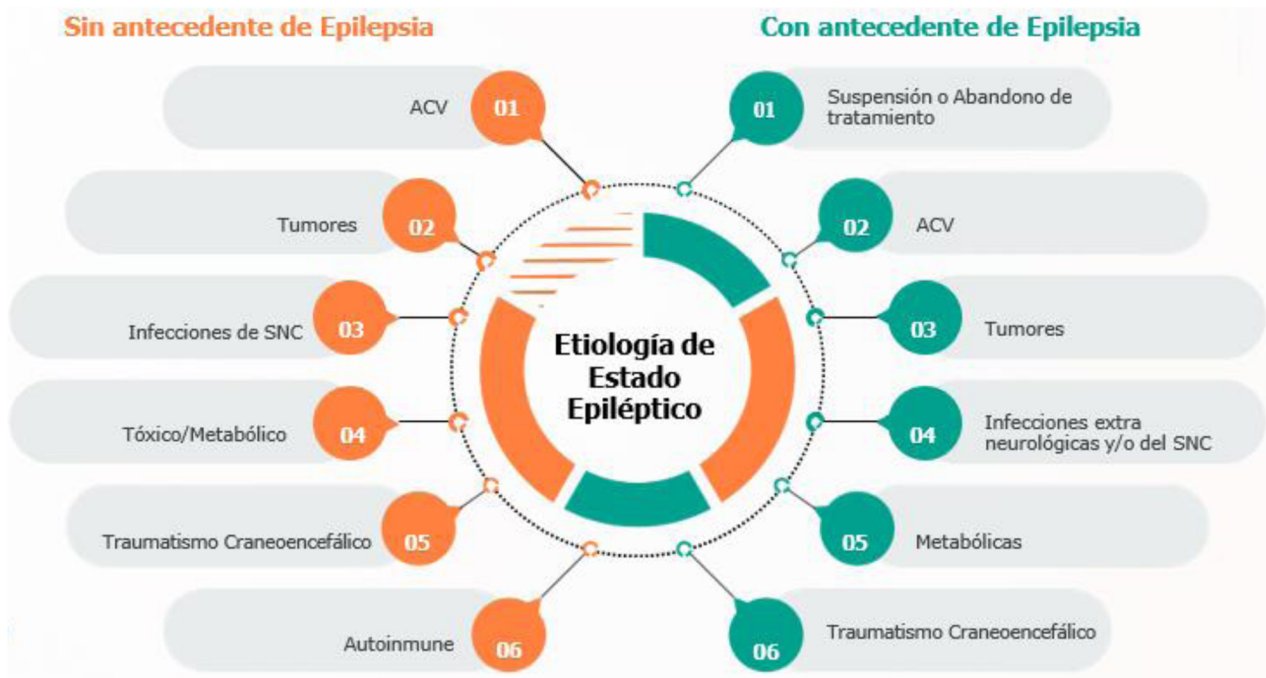 Sin antecedente de Epilepsia
Con antecedente de Epilepsia
ACV
01
Tumores
02
Infecciones de SNC
03
Tóxico/Metabólico
04
Traumatismo Craneoencefálico
05
Autoinmune
06
Etiología de
Estado
Epiléptico
01
Suspensión o Abandono de
tratamiento
02
ACV
03
Tumores
04
Infecciones extra
neurológicas y/o del SNC
05
Metabólicas
06
Traumatismo Craneoencefálico